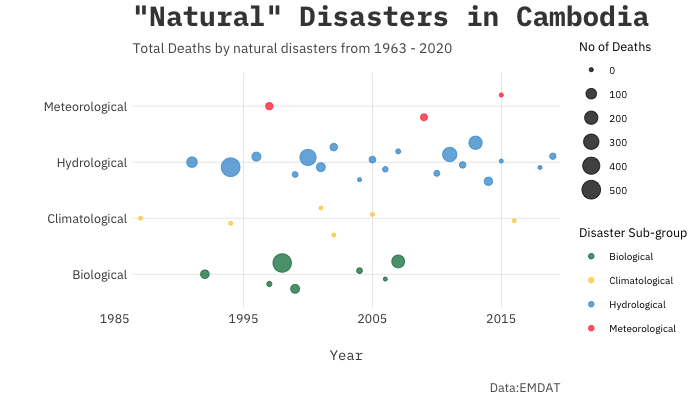 "Natural" Disasters in Cambodia
Total Deaths by natural disasters from 1963 - 2020
No of Deaths
0
100
200
300
400
500
Disaster Sub-group
Biological
Climatological
Hydrological
Meteorological
Meteorological
Hydrological
Climatological
Biological
1985 1995 2005 2015
Year
Data:EMDAT